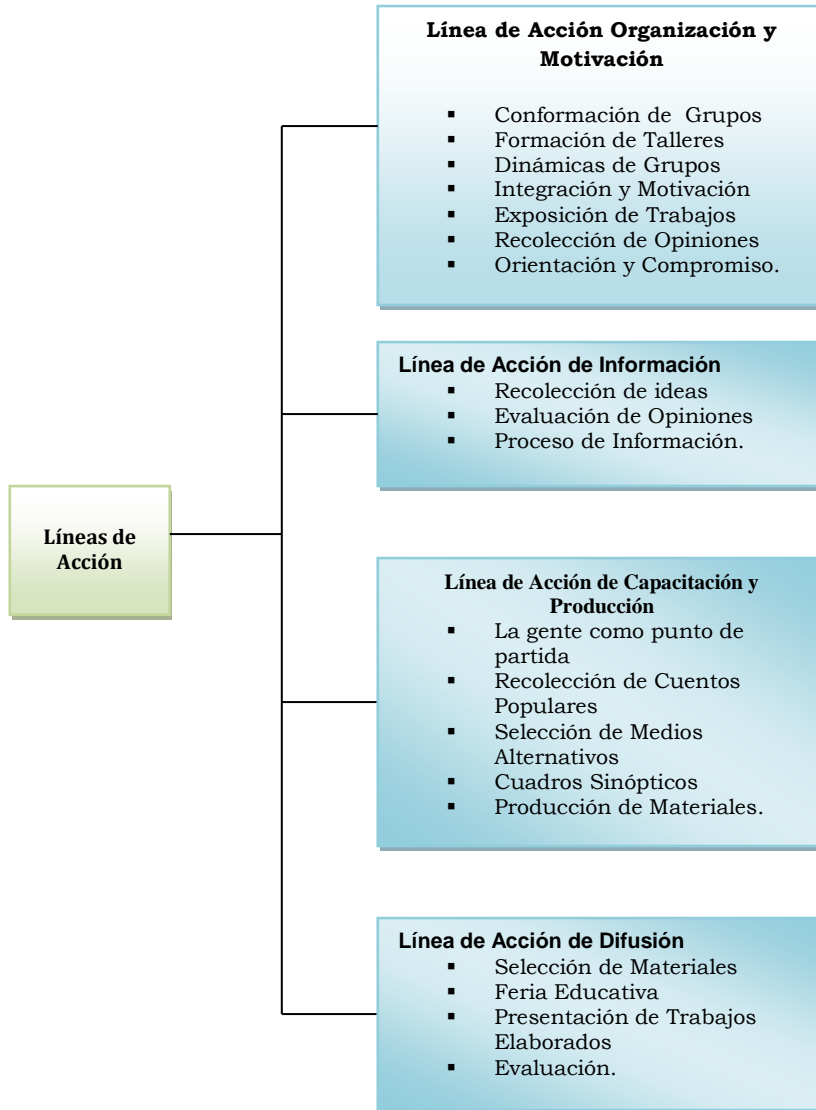 Línea de Acción Organización y
Motivación
▪ Conformación de Grupos
▪ Formación de Talleres
▪ Dinámicas de Grupos
▪ Integración y Motivación
▪ Exposición de Trabajos
▪ Recolección de Opiniones
▪ Orientación y Compromiso.
Línea de Acción de Información
▪ Recolección de ideas
▪ Evaluación de Opiniones
▪ Proceso de Información.
Líneas de
Acción
Línea de Acción de Capacitación y
Producción
▪ La gente como punto de
partida
▪ Recolección de Cuentos
Populares
▪ Selección de Medios
Alternativos
▪ Cuadros Sinópticos
▪ Producción de Materiales.
Línea de Acción de Difusión
▪ Selección de Materiales
▪ Feria Educativa
▪ Presentación de Trabajos
Elaborados
▪ Evaluación.